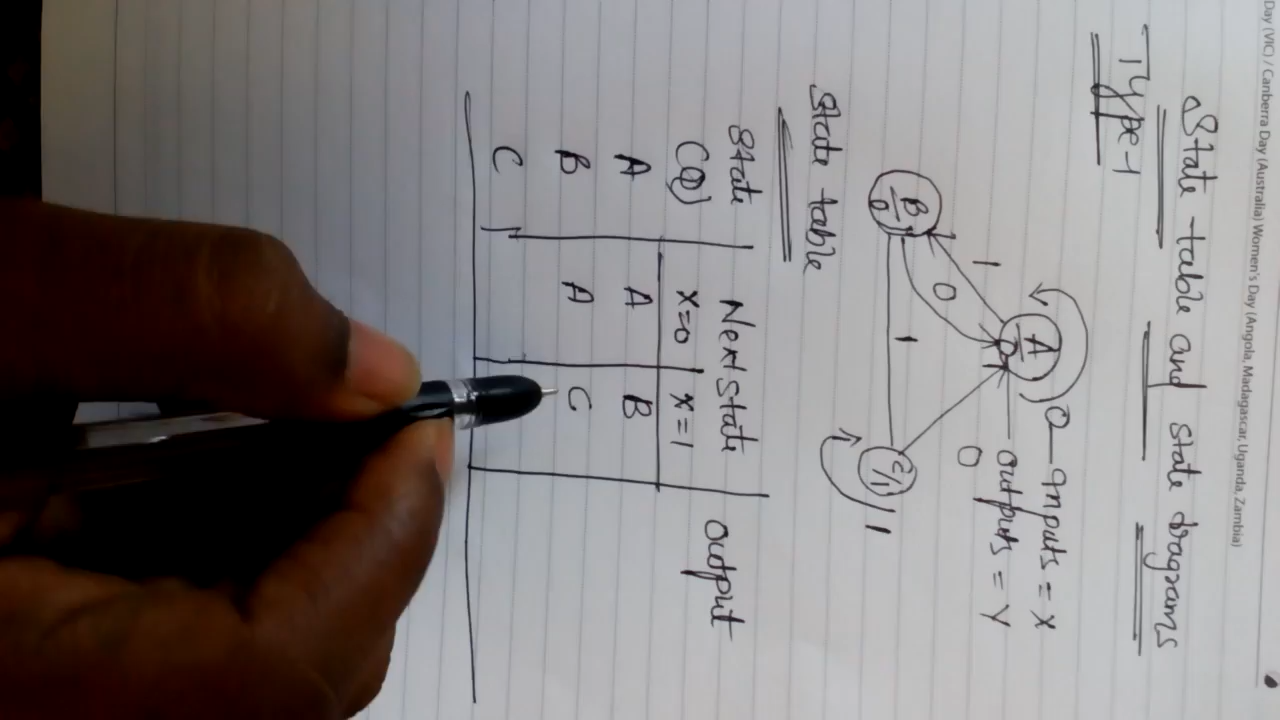 Day (VIC) / Canberra Day (Australia) Women's Day (Angola, Madagascar, Uganda, Zambia)
State table and state diagrams
Type-1
0 inputs = x
A
outputs = Y
1
0
0
B
0
1
C/1
1
State table
State Next state output
(Q) x=0 x=1
A A B
B A C
C